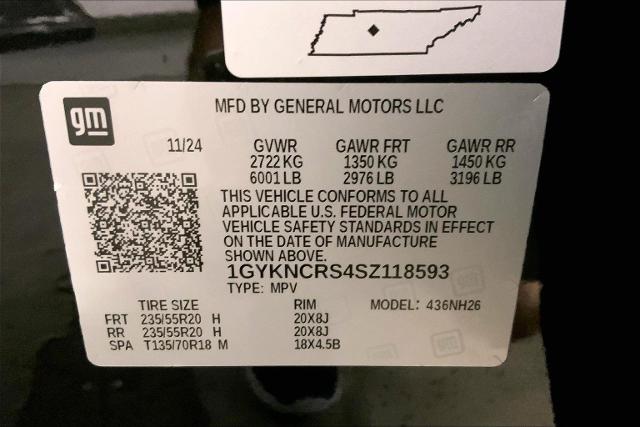 gm
MFD BY GENERAL MOTORS LLC
11/24 GVWR GAWR FRT GAWR RR
2722 KG 1350 KG 1450 KG
6001 LB 2976 LB 3196 LB
THIS VEHICLE CONFORMS TO ALL
APPLICABLE U.S. FEDERAL MOTOR
VEHICLE SAFETY STANDARDS IN EFFECT
ON THE DATE OF MANUFACTURE
SHOWN ABOVE.
1GYKNCRS4SZ118593
TYPE: MPV
TIRE SIZE RIM MODEL: 436NH26
FRT 235/55R20 H 20X8J
RR 235/55R20 H 20X8J
SPA T135/70R18 M 18X4.5B